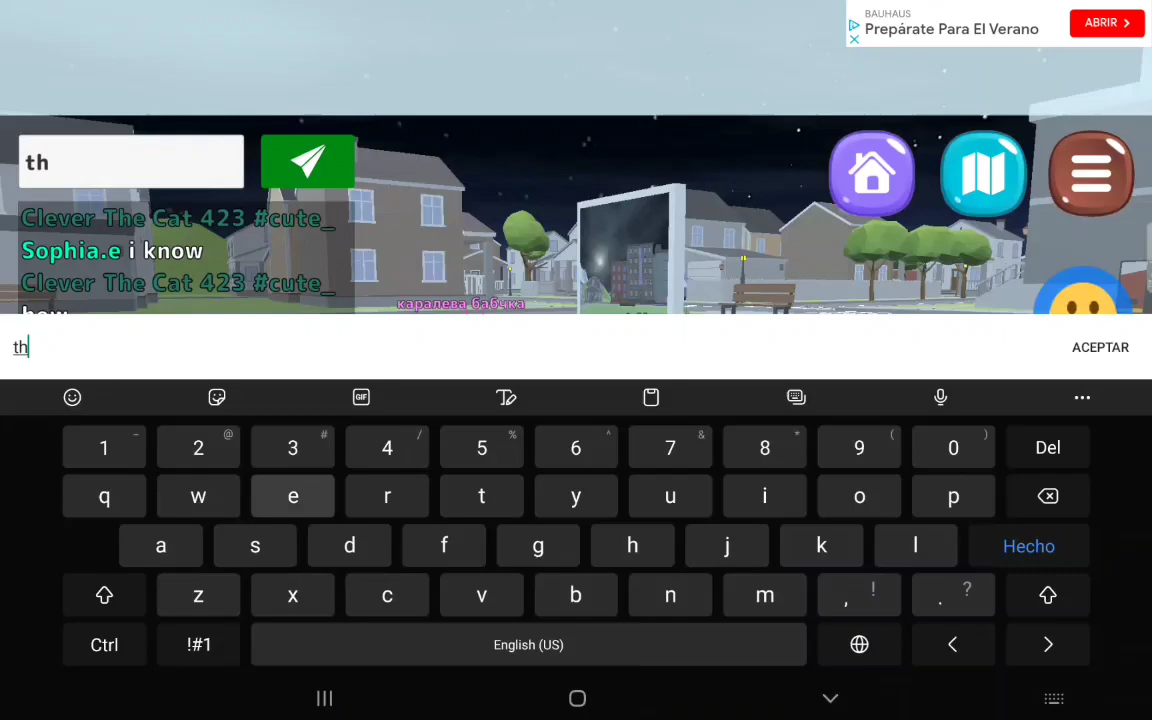 BAUHAUS
Prepárate Para El Verano
ABRIR
th
Clever The Cat 423 #cute_
Sophia.e i know
Clever The Cat 423 #cute_
how
каралева бабчка
th
ACEPTAR
GIF
1 2 @ 3 # 4 / 5 % 6 ^ 7 & 8 * 9 ( 0 ) Del
q w e r t y u i o p
a s d f g h j k l Hecho
z x c v b n m , ! . ?
Ctrl !#1 English (US) < >